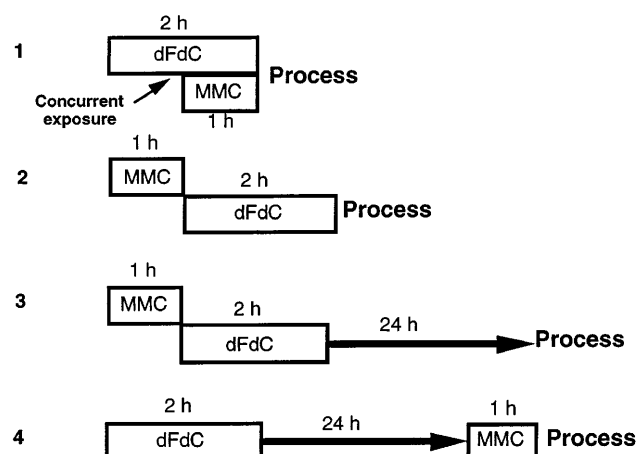 2 h
1 dFdC
Process
Concurrent
exposure
MMC
1 h
1 h
2 MMC 2 h
dFdC Process
1 h
3 MMC 2 h 24 h
dFdC Process
2 h 24 h 1 h
4 dFdC MMC Process